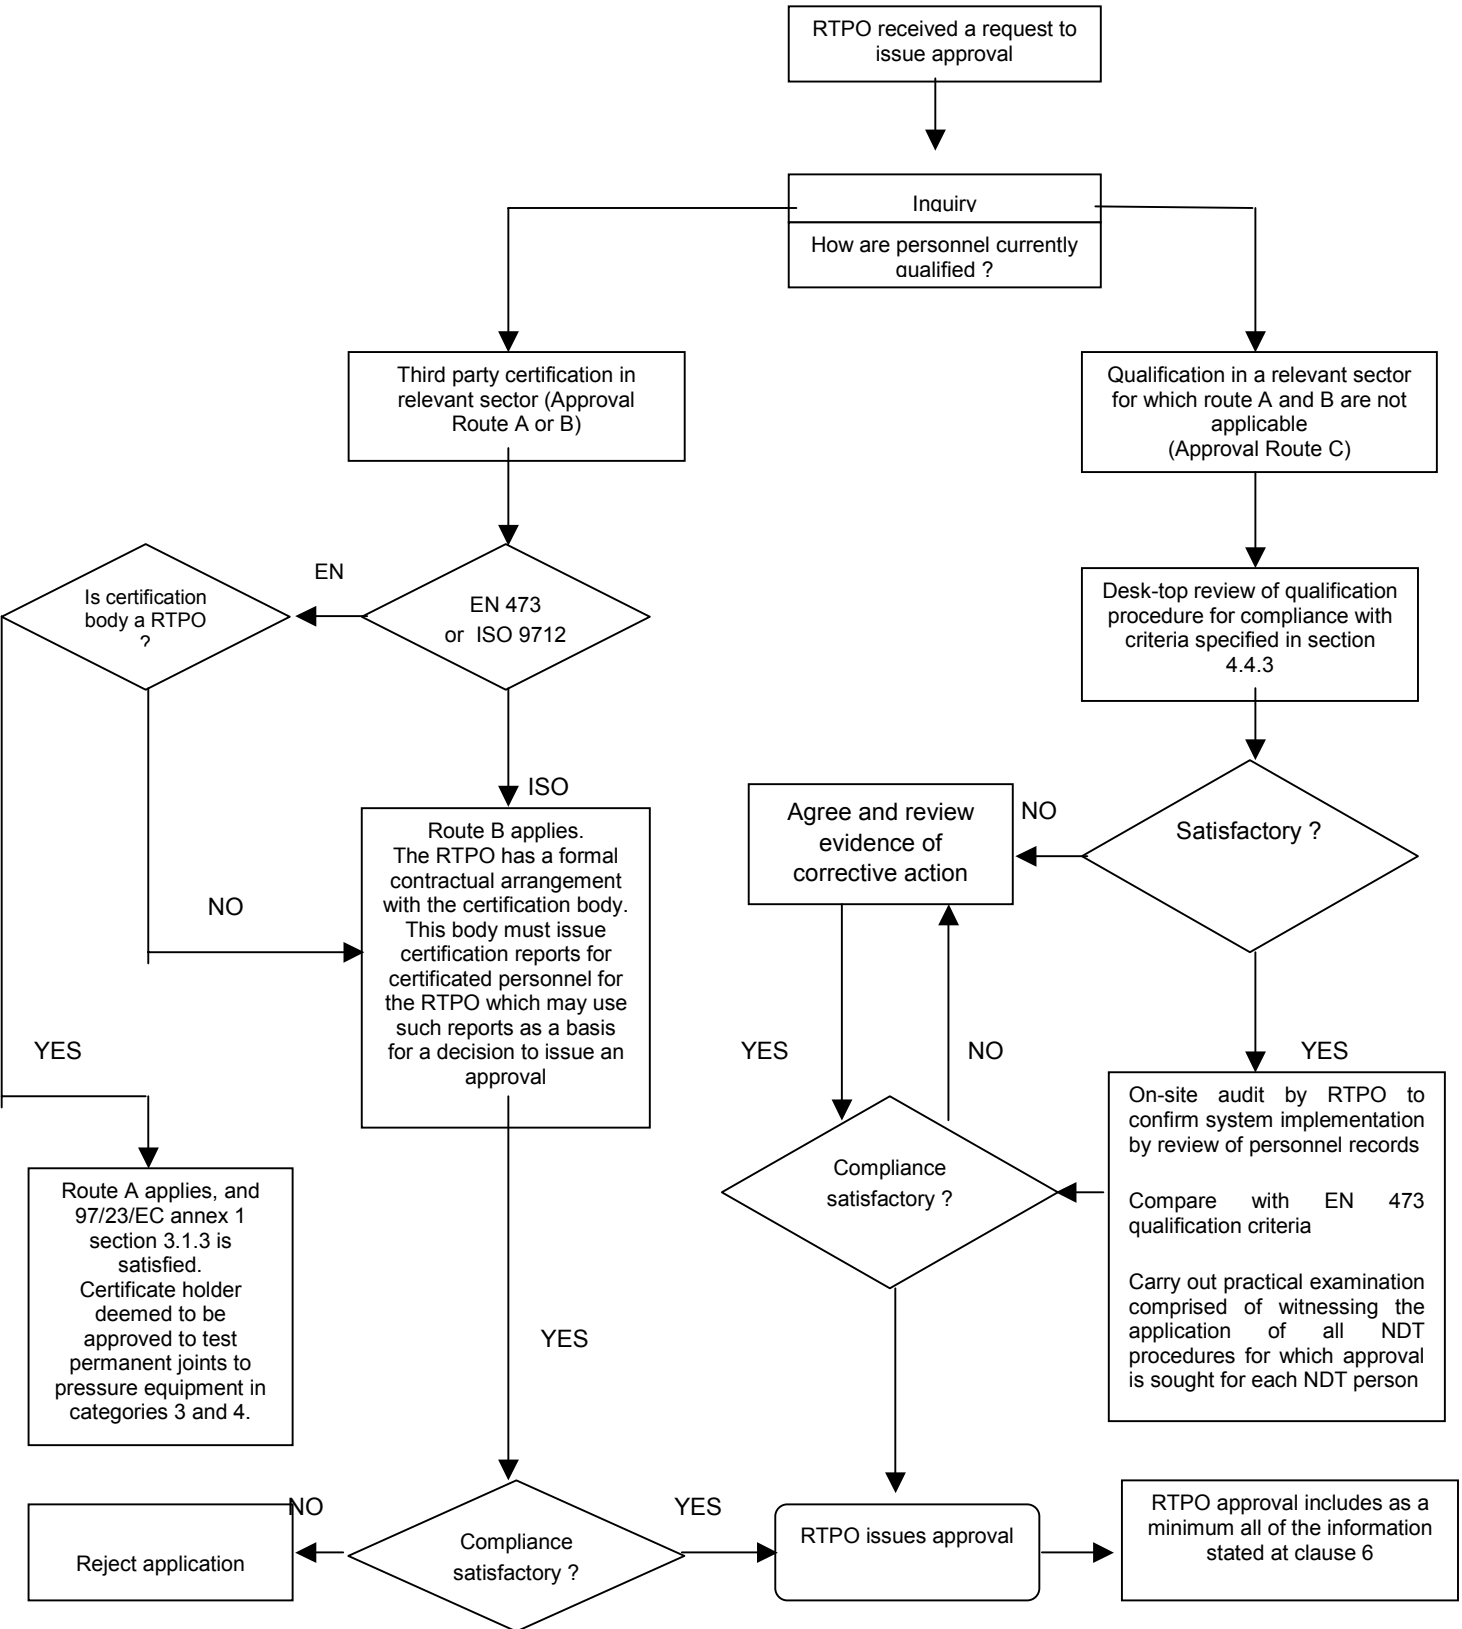 RTPO received a request to
issue approval
Inquiry
How are personnel currently
qualified ?
Third party certification in
relevant sector (Approval
Route A or B)
Qualification in a relevant sector
for which route A and B are not
applicable
(Approval Route C)
EN
Is certification
body a RTPO
?
EN 473
or ISO 9712
Desk-top review of qualification
procedure for compliance with
criteria specified in section
4.4.3
ISO
Route B applies.
The RTPO has a formal
contractual arrangement
with the certification body.
This body must issue
certification reports for
certificated personnel for
the RTPO which may use
such reports as a basis
for a decision to issue an
approval
Agree and review
evidence of
corrective action
NO
Satisfactory ?
NO
YES
YES
NO
YES
On-site audit by RTPO to
confirm system implementation
by review of personnel records
Compare with EN 473
qualification criteria
Carry out practical examination
comprised of witnessing the
application of all NDT
procedures for which approval
is sought for each NDT person
Compliance
satisfactory ?
Route A applies, and
97/23/EC annex 1
section 3.1.3 is
satisfied.
Certificate holder
deemed to be
approved to test
permanent joints to
pressure equipment in
categories 3 and 4.
YES
NO
Reject application
Compliance
satisfactory ?
YES
RTPO issues approval
RTPO approval includes as a
minimum all of the information
stated at clause 6